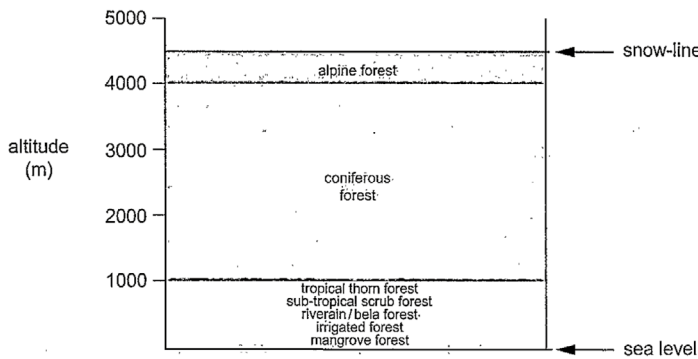 5000
snow-line
alpine forest
4000
altitude
(m)
3000
coniferous
forest
2000
1000
tropical thorn forest
sub-tropical scrub forest
riverain/bela forest
irrigated forest
mangrove forest
sea level